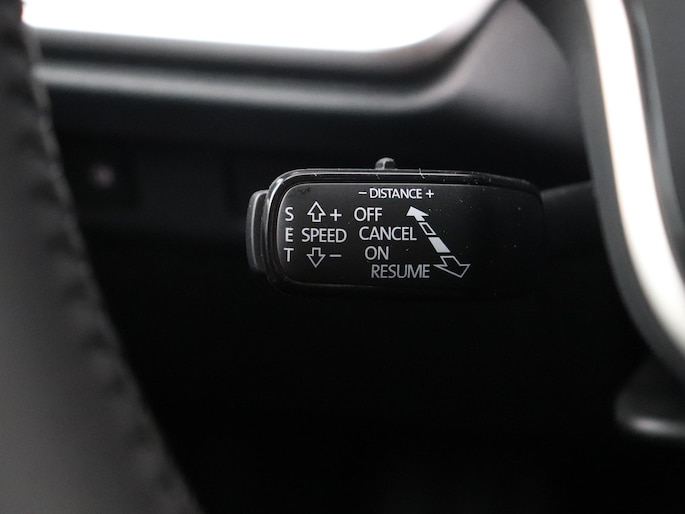 - DISTANCE +
S + OFF
E SPEED CANCEL
T - ON
RESUME